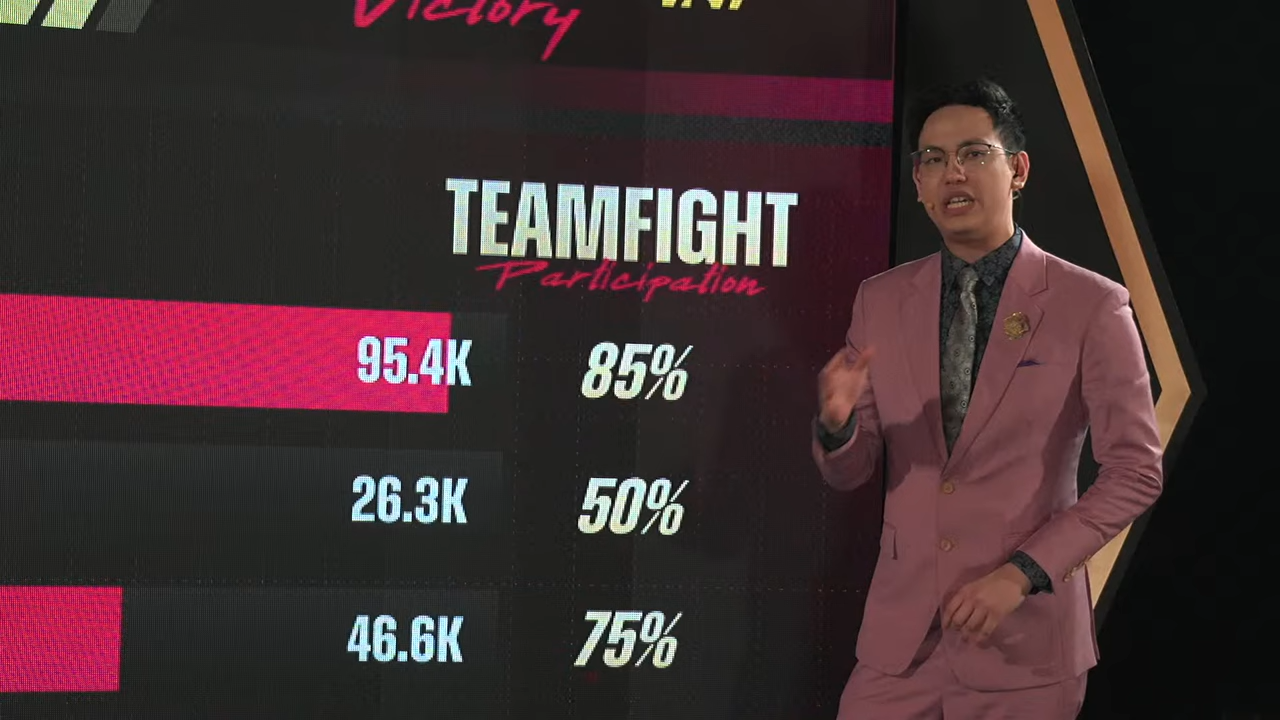 Victory
TEAMFIGHT
Participation
95.4K 85%
26.3K 50%
46.6K 75%